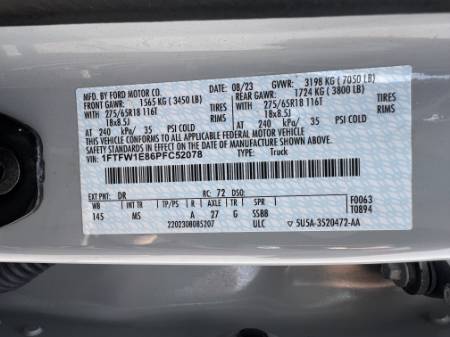 MFD. BY FORD MOTOR CO.
DATE: 08/23 GVWR: 3198 KG ( 7050 LB)
FRONT GAWR: 1565 KG ( 3450 LB) REAR GAWR: 1724 KG ( 3800 LB)
WITH 275/65R18 116T TIRES WITH 275/65R18 116T TIRES
18x8.5J RIMS 18x8.5J RIMS
AT 240 kPa/ 35 PSI COLD AT 240 kPa/ 35 PSI COLD
THIS VEHICLE CONFORMS TO ALL APPLICABLE FEDERAL MOTOR VEHICLE
SAFETY STANDARDS IN EFFECT ON THE DATE OF MANUFACTURE SHOWN ABOVE.
VIN: 1FTFW1E86PFC52078 TYPE: Truck
EXT PNT: DR RC: 72 DSO: F0063
WB INT TR TP/PS R AXLE TR SPR T0894
145 MS A 27 G SSBB
2202308085207 ULC 5U5A-3520472-AA